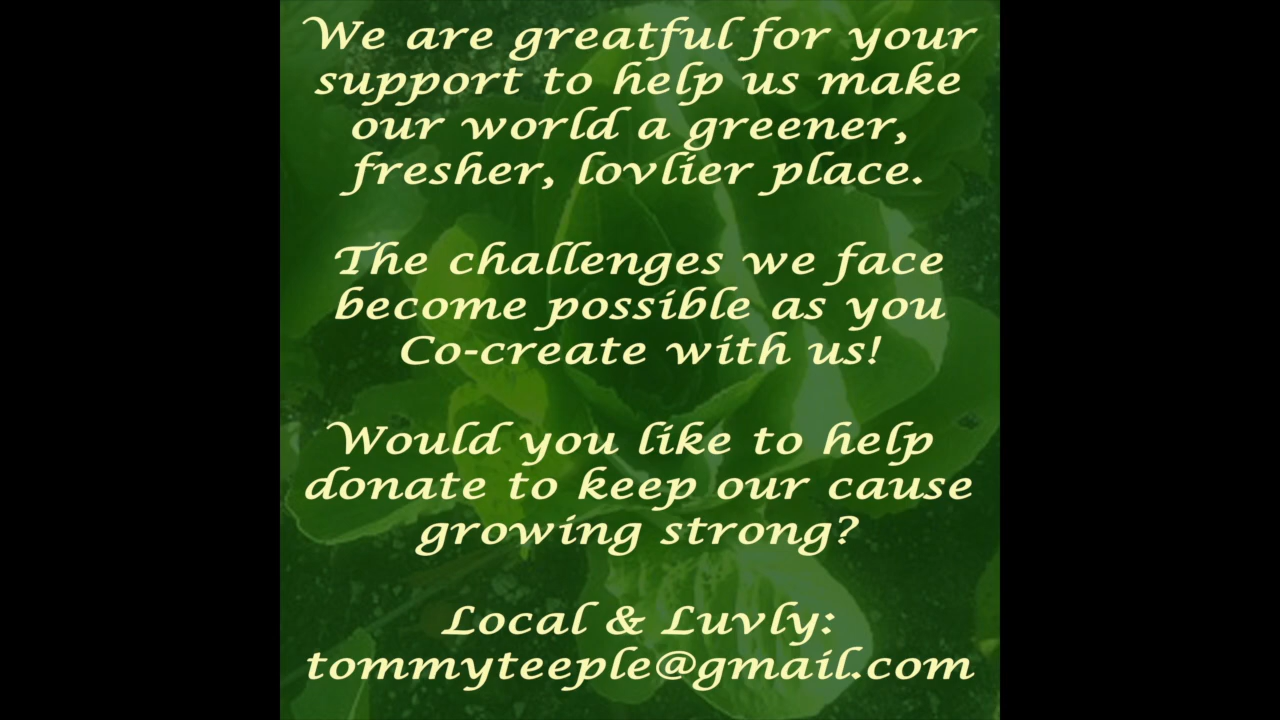 We are greatful for your
support to help us make
our world a greener,
fresher, lovlier place.
The challenges we face
become possible as you
Co-create with us!
Would you like to help
donate to keep our cause
growing strong?
Local & Luvly:
tommyteeple@gmail.com